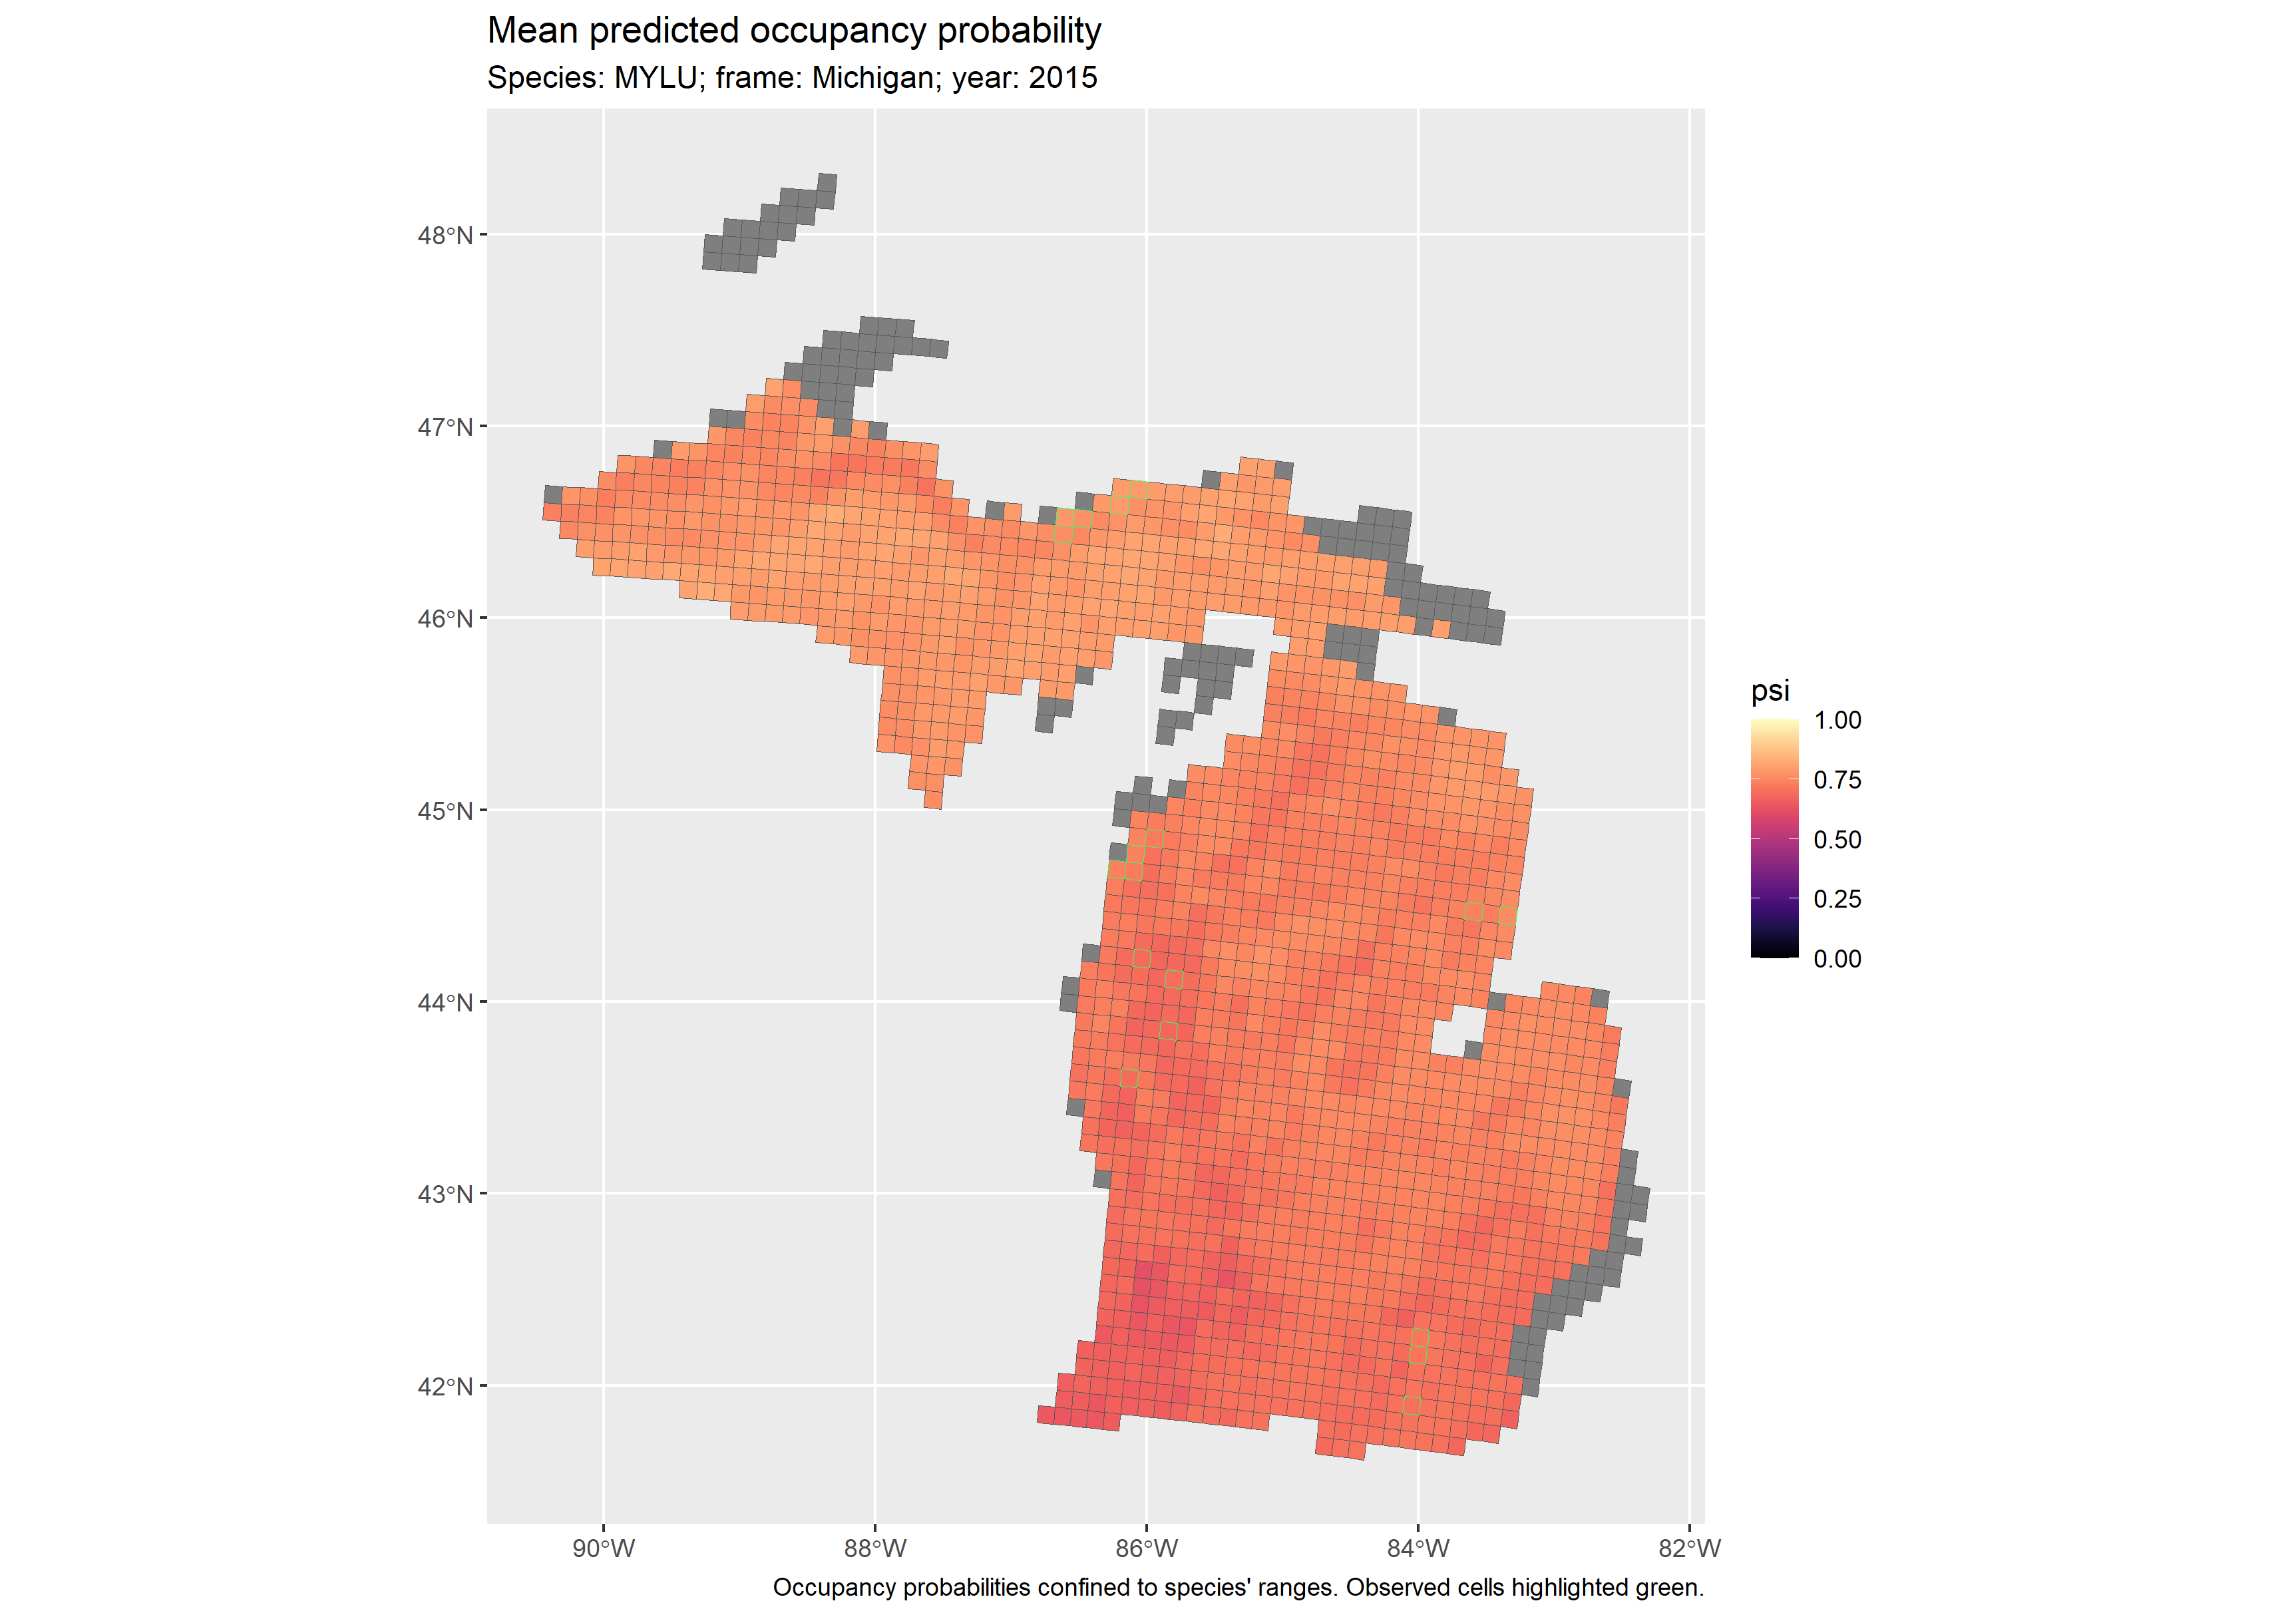 Mean predicted occupancy probability
Species: MYLU; frame: Michigan; year: 2015
48°N
47°N
46°N
45°N
44°N
43°N
42°N
90°W
88°W
86°W
84°W
82°W
psi
1.00
0.75
0.50
0.25
0.00
Occupancy probabilities confined to species' ranges. Observed cells highlighted green.